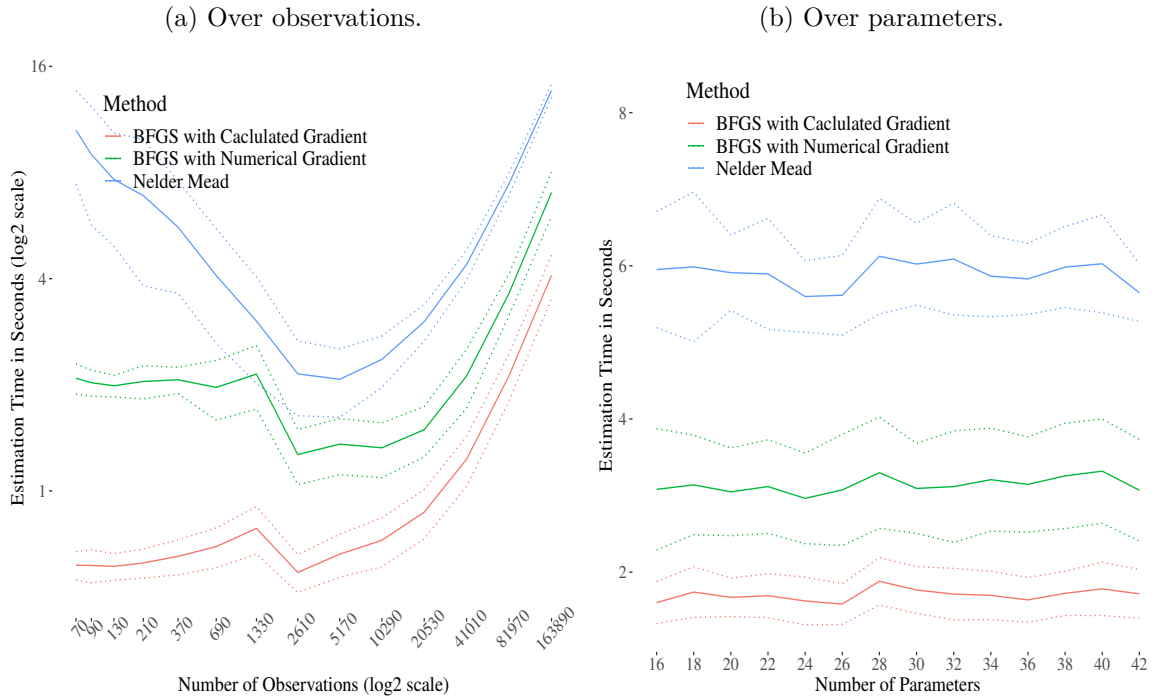 (a) Over observations.
16
4
1
Estimation Time in Seconds (log2 scale)
Method
BFGS with Caclulated Gradient
BFGS with Numerical Gradient
Nelder Mead
70
90
130
210
370
690
1330
2610
5170
10290
20530
41010
81970
163890
Number of Observations (log2 scale)
(b) Over parameters.
8
6
4
2
Estimation Time in Seconds
Method
BFGS with Caclulated Gradient
BFGS with Numerical Gradient
Nelder Mead
16 18 20 22 24 26 28 30 32 34 36 38 40 42
Number of Parameters